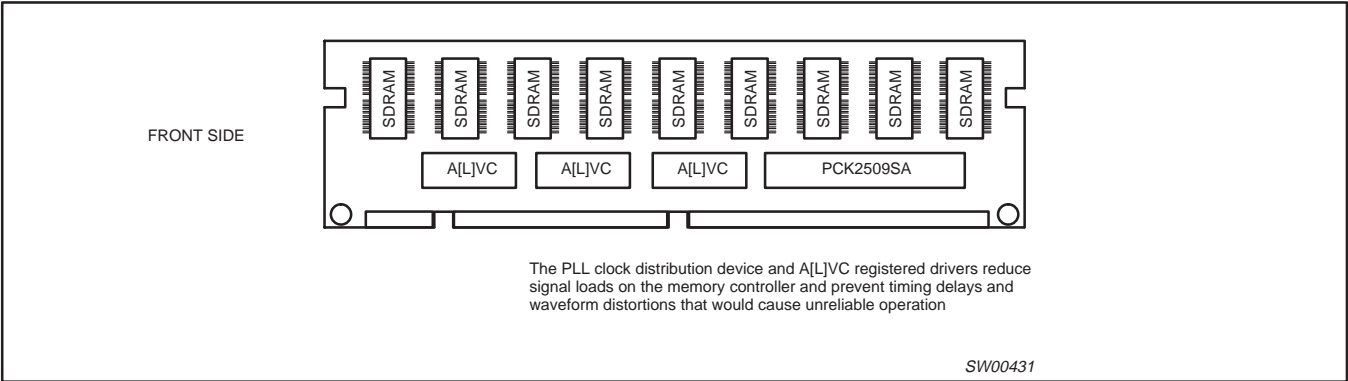 SDRAM SDRAM SDRAM SDRAM SDRAM SDRAM SDRAM SDRAM SDRAM
FRONT SIDE
A[L]VC A[L]VC A[L]VC PCK2509SA
The PLL clock distribution device and A[L]VC registered drivers reduce
signal loads on the memory controller and prevent timing delays and
waveform distortions that would cause unreliable operation
SW00431